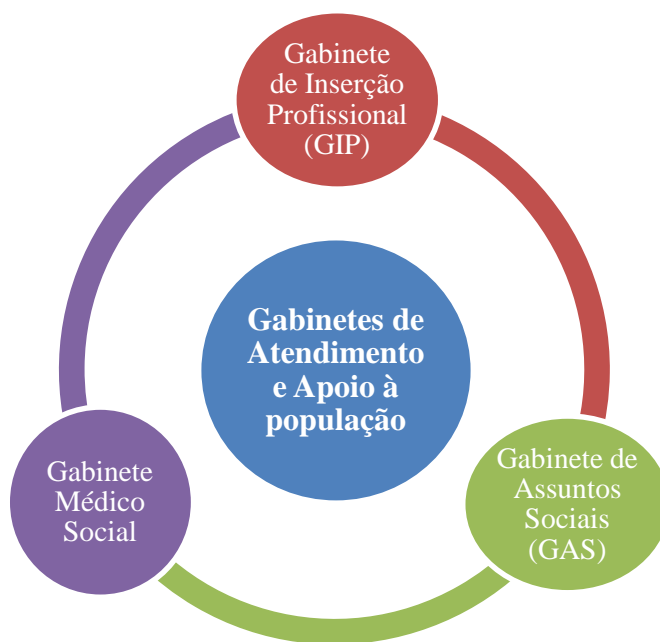 Gabinete
de Inserção
Profissional
(GIP)
Gabinetes de
Atendimento
e Apoio à
população
Gabinete
Médico
Social
Gabinete de
Assuntos
Sociais
(GAS)